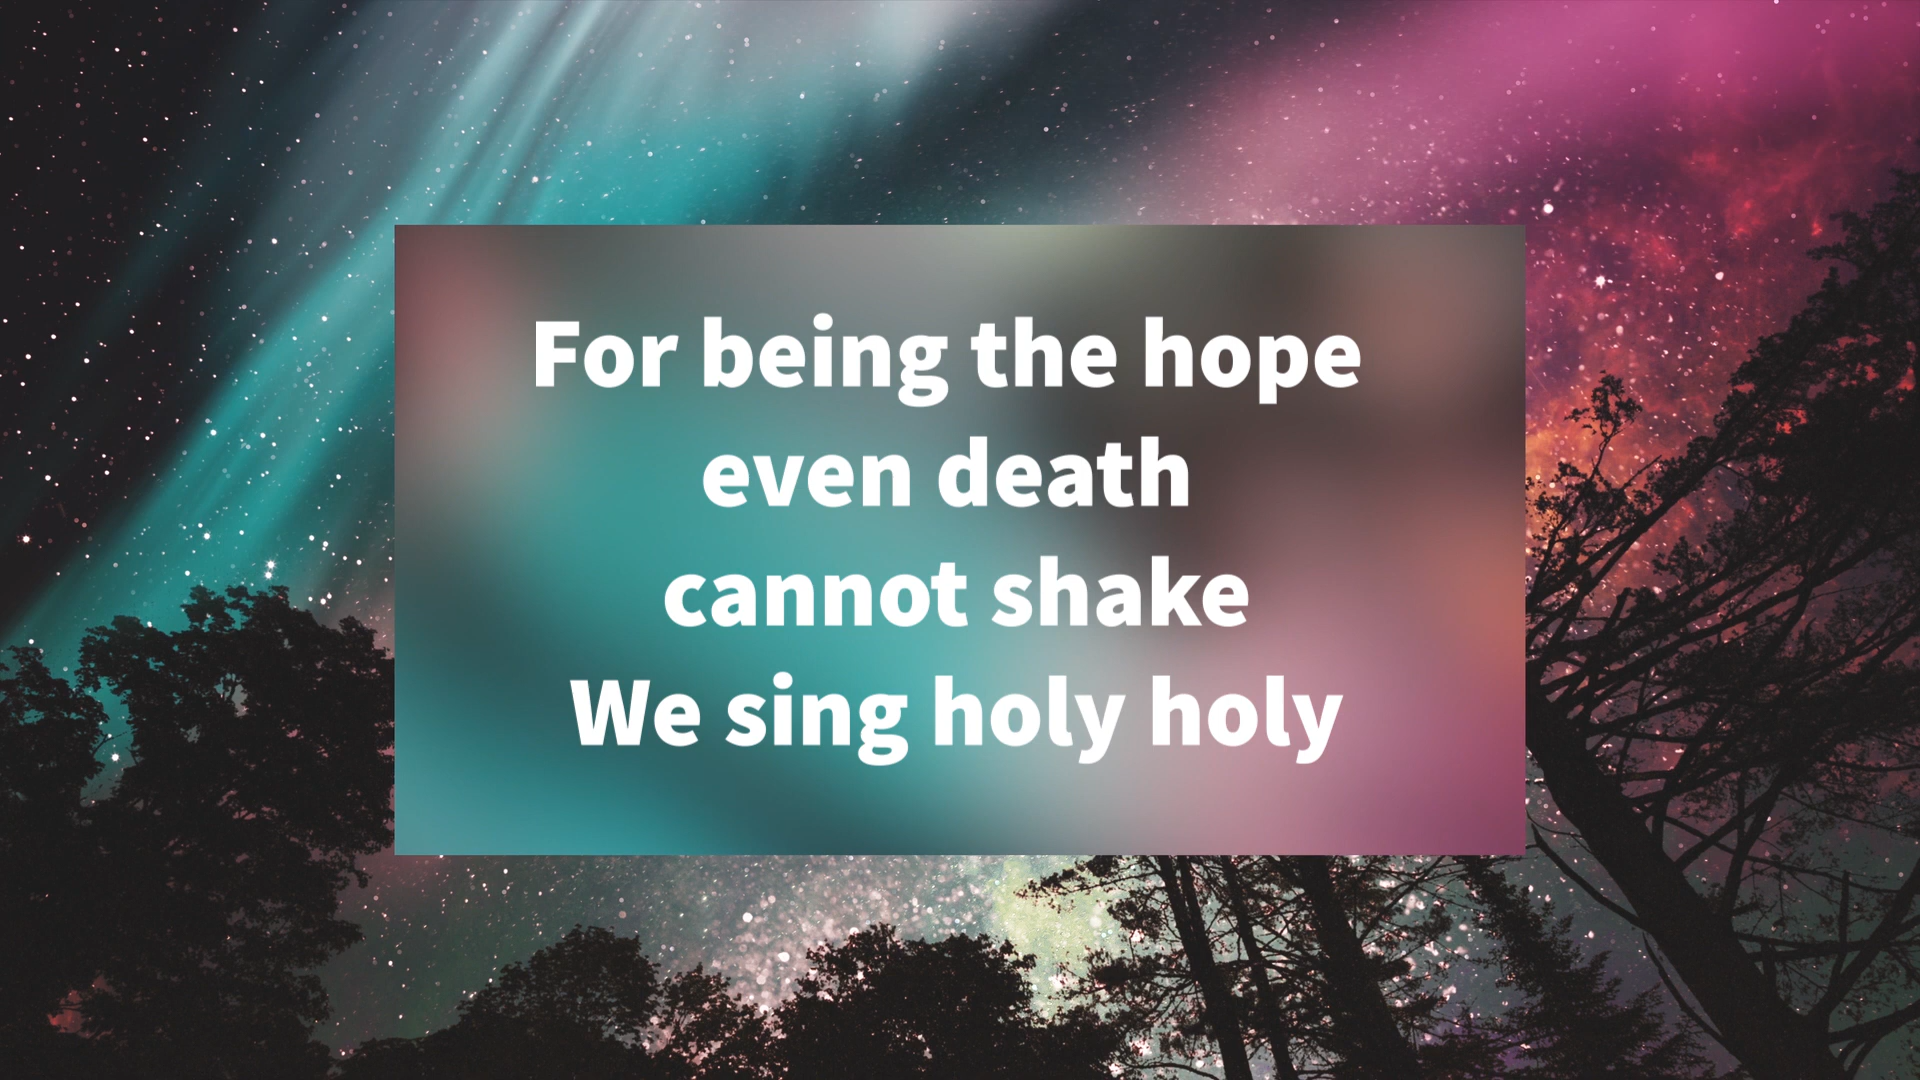 For being the hope
even death
cannot shake
We sing holy holy